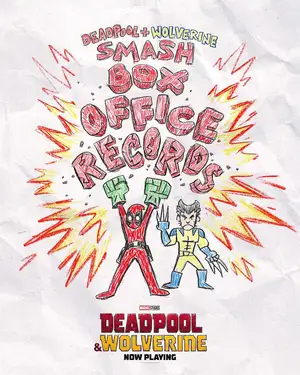 DEADPOOL + WOLVERINE
SMASH
BOX
OFFICE
RECORDS
MARVEL STUDIOS
DEADPOOL
& WOLVERINE
NOW PLAYING